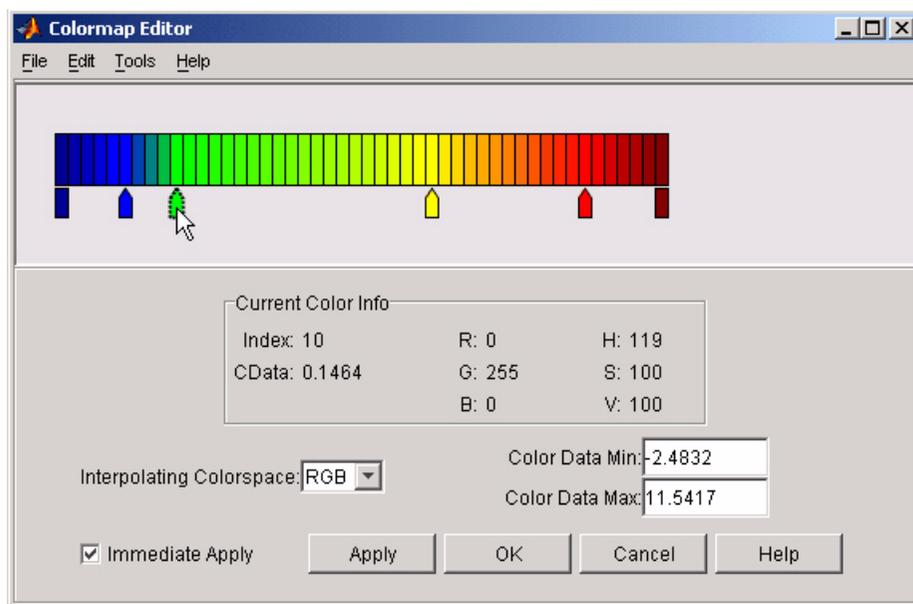 Colormap Editor
File Edit Tools Help
Current Color Info
Index: 10 R: 0 H: 119
CData: 0.1464 G: 255 S: 100
B: 0 V: 100
Interpolating Colorspace: RGB
Color Data Min: -2.4832
Color Data Max: 11.5417
Immediate Apply
Apply OK Cancel Help